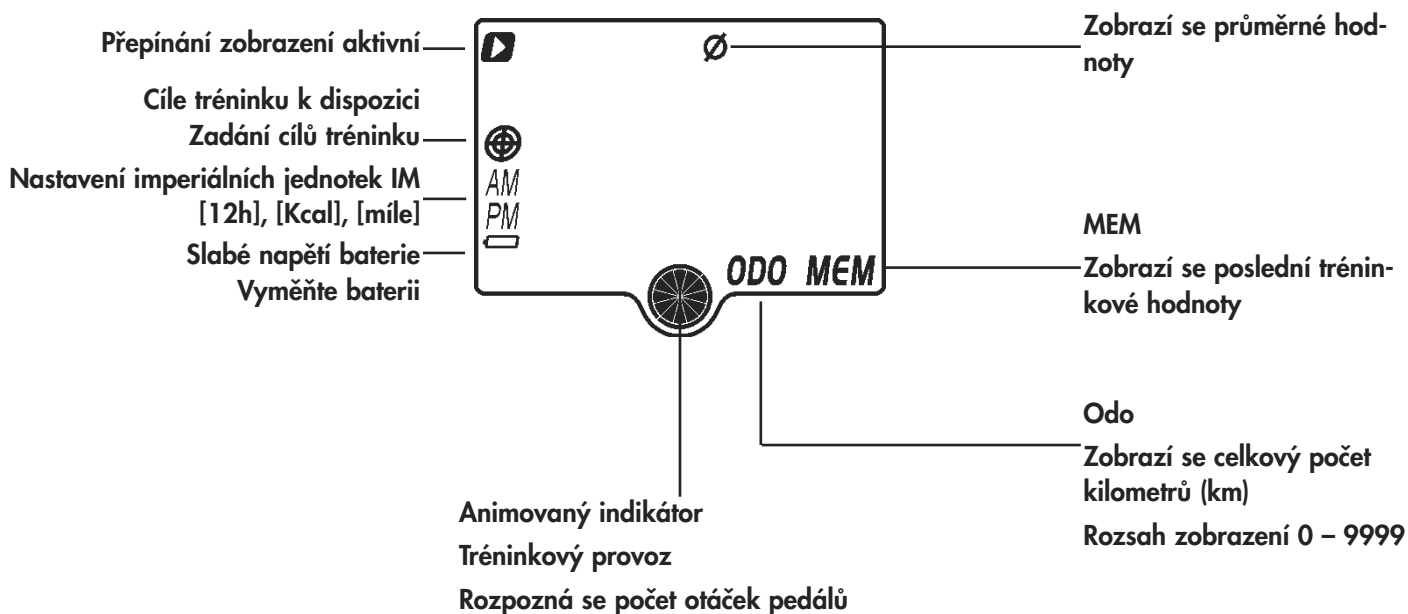 Přepínání zobrazení aktivní
Cíle tréninku k dispozici
Zadání cílů tréninku
Nastavení imperiálních jednotek IM
[12h], [Kcal], [míle]
Slabé napětí baterie
Vyměňte baterii
Ø
AM
PM
ODO MEM
Zobrazí se průměrné hod-
noty
MEM
Zobrazí se poslední trénin-
kové hodnoty
Odo
Zobrazí se celkový počet
kilometrů (km)
Rozsah zobrazení 0 – 9999
Animovaný indikátor
Tréninkový provoz
Rozpozná se počet otáček pedálů